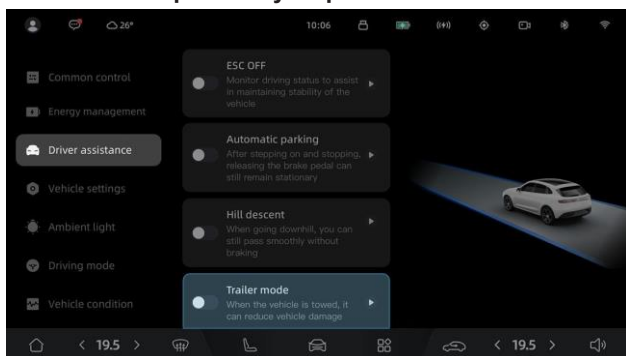 26°
10:06
Common control
Energy management
Driver assistance
Vehicle settings
Ambient light
Driving mode
Vehicle condition
ESC OFF
Monitor driving status to assist
in maintaining stability of the
vehicle
Automatic parking
After stepping on and stopping,
releasing the brake pedal can
still remain stationary
Hill descent
When going downhill, you can
still pass smoothly without
braking
Trailer mode
When the vehicle is towed, it
can reduce vehicle damage
< 19.5 >
< 19.5 >